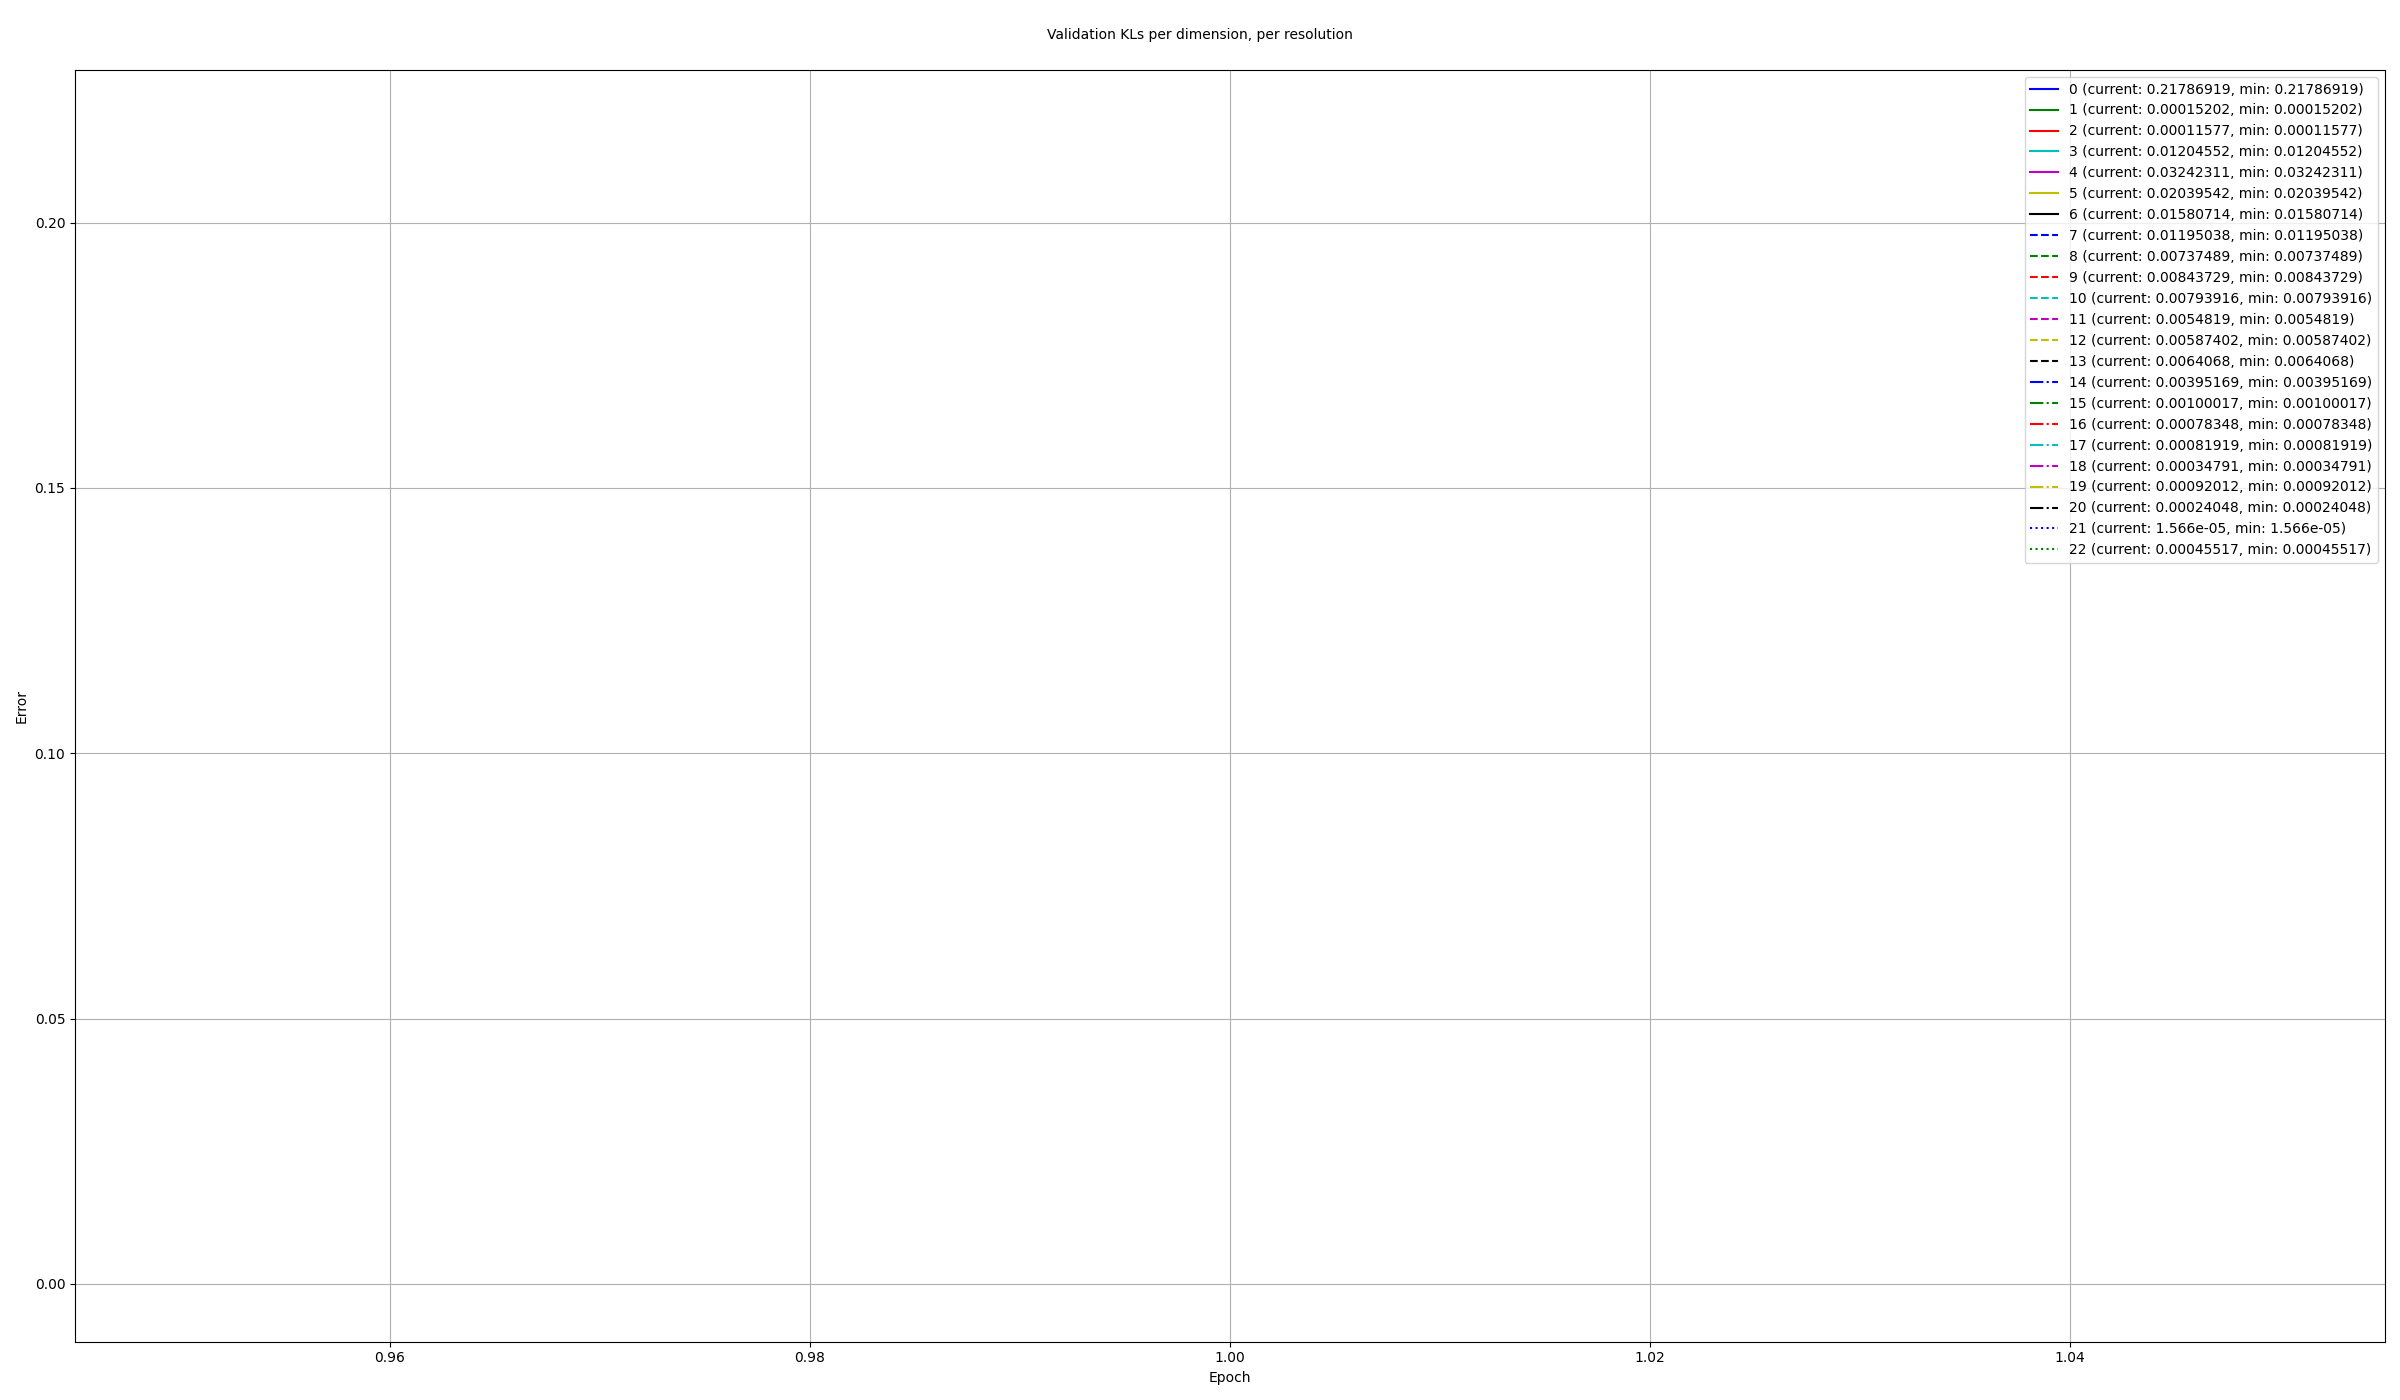 Validation KLs per dimension, per resolution
0 (current: 0.21786919, min: 0.21786919)
1 (current: 0.00015202, min: 0.00015202)
2 (current: 0.00011577, min: 0.00011577)
3 (current: 0.01204552, min: 0.01204552)
4 (current: 0.03242311, min: 0.03242311)
5 (current: 0.02039542, min: 0.02039542)
6 (current: 0.01580714, min: 0.01580714)
7 (current: 0.01195038, min: 0.01195038)
8 (current: 0.00737489, min: 0.00737489)
9 (current: 0.00843729, min: 0.00843729)
10 (current: 0.00793916, min: 0.00793916)
11 (current: 0.0054819, min: 0.0054819)
12 (current: 0.00587402, min: 0.00587402)
13 (current: 0.0064068, min: 0.0064068)
14 (current: 0.00395169, min: 0.00395169)
15 (current: 0.00100017, min: 0.00100017)
16 (current: 0.00078348, min: 0.00078348)
17 (current: 0.00081919, min: 0.00081919)
18 (current: 0.00034791, min: 0.00034791)
19 (current: 0.00092012, min: 0.00092012)
20 (current: 0.00024048, min: 0.00024048)
21 (current: 1.566e-05, min: 1.566e-05)
22 (current: 0.00045517, min: 0.00045517)
0.20
0.15
0.10
0.05
0.00
Error
0.96
0.98
1.00
1.02
1.04
Epoch